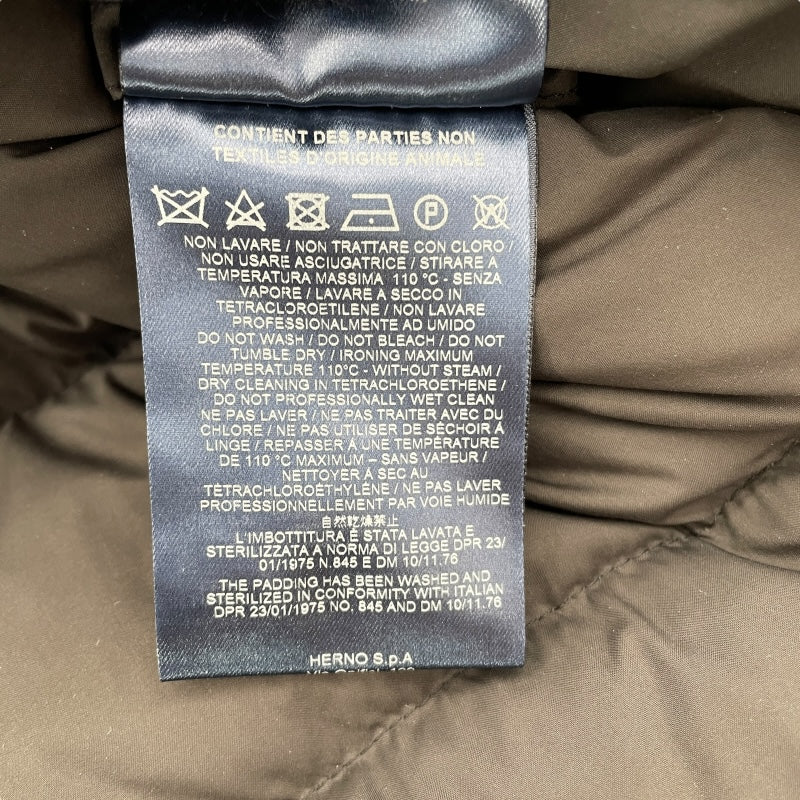 CONTIENT DES PARTIES NON
TEXTILES D'ORIGINE ANIMALE
P
W
NON LAVARE / NON TRATTARE CON CLORO /
NON USARE ASCIUGATRICE / STIRARE A
TEMPERATURA MASSIMA 110 °C - SENZA
VAPORE / LAVARE A SECCO IN
TETRACLOROETILENE / NON LAVARE
PROFESSIONALMENTE AD UMIDO
DO NOT WASH / DO NOT BLEACH / DO NOT
TUMBLE DRY / IRONING MAXIMUM
TEMPERATURE 110°C - WITHOUT STEAM /
DRY CLEANING IN TETRACHLOROETHENE /
DO NOT PROFESSIONALLY WET CLEAN
NE PAS LAVER / NE PAS TRAITER AVEC DU
CHLORE / NE PAS UTILISER DE SÉCHOIR Á
LINGE / REPASSER À UNE TEMPÉRATURE
DE 110 °C MAXIMUM – SANS VAPEUR /
NETTOYER À SEC AU
TÉTRACHLOROÉTHYLÈNE / NE PAS LAVER
PROFESSIONNELLEMENT PAR VOIE HUMIDE
自然乾燥禁止
L'IMBOTTITURA É STATA LAVATA E
STERILIZZATA A NORMA DI LEGGE DPR 23/
01/1975 N.845 E DM 10/11.76
THE PADDING HAS BEEN WASHED AND
STERILIZED IN CONFORMITY WITH ITALIAN
DPR 23/01/1975 NO. 845 AND DM 10/11.76
HERNO S.p.A